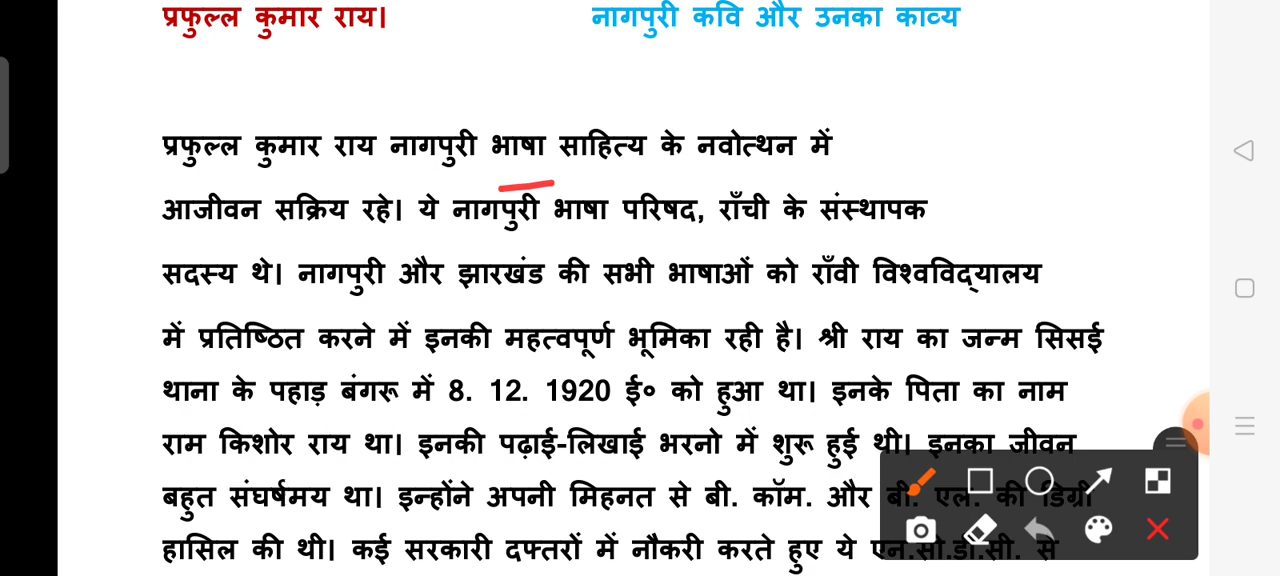 प्रफुल्ल कुमार राय। नागपुरी कवि और उनका काव्य
प्रफुल्ल कुमार राय नागपुरी भाषा साहित्य के नवोत्थन में
आजीवन सक्रिय रहे। ये नागपुरी भाषा परिषद, राँची के संस्थापक
सदस्य थे। नागपुरी और झारखंड की सभी भाषाओं को राँवी विश्वविद्यालय
में प्रतिष्ठित करने में इनकी महत्वपूर्ण भूमिका रही है। श्री राय का जन्म सिसई
थाना के पहाड़ बंगरू में 8. 12. 1920 ई० को हुआ था। इनके पिता का नाम
राम किशोर राय था। इनकी पढ़ाई-लिखाई भरनो में शुरू हुई थी। इनका जीवन
बहुत संघर्षमय था। इन्होंने अपनी मिहनत से बी. कॉम. और बी. एल. की डिग्री
हासिल की थी। कई सरकारी दफ्तरों में नौकरी करते हुए ये एन.सी.डी.सी. से